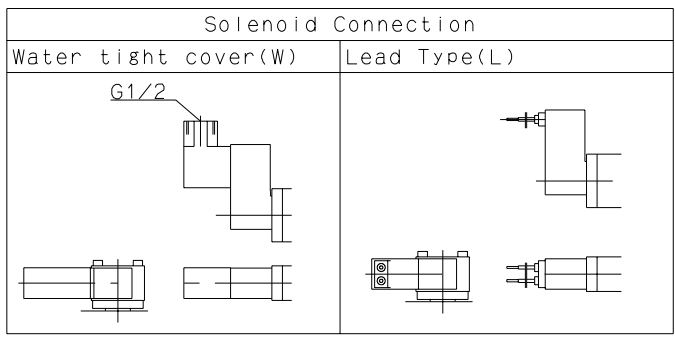 Solenoid Connection
Water tight cover(W)
Lead Type(L)
G1/2